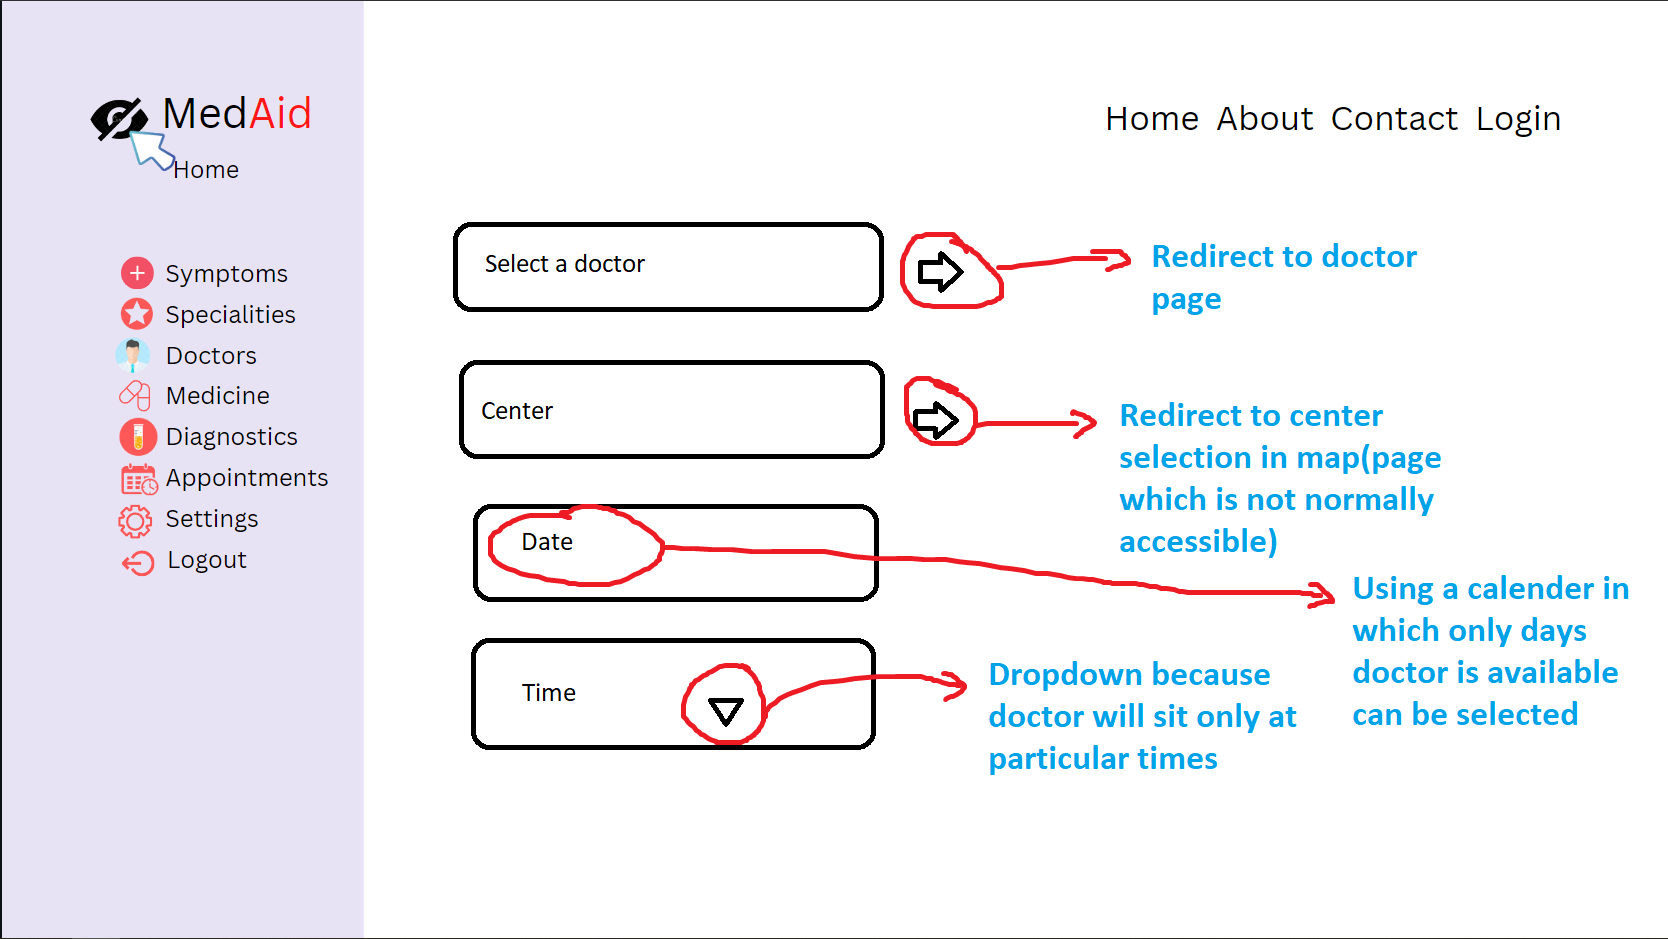 MedAid
Home
Home About Contact Login
Symptoms
Specialities
Doctors
Medicine
Diagnostics
Appointments
Settings
Logout
Select a doctor
Redirect to doctor
page
Center
Redirect to center
selection in map(page
which is not normally
accessible)
Date
Using a calender in
which only days
doctor is available
can be selected
Time
Dropdown because
doctor will sit only at
particular times